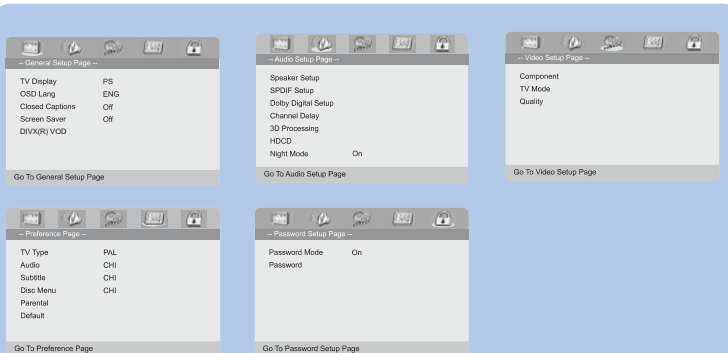 -- General Setup Page --
TV Display PS
OSD Lang ENG
Closed Captions Off
Screen Saver Off
DIVX(R) VOD
Go To General Setup Page
-- Audio Setup Page --
Speaker Setup
SPDIF Setup
Dolby Digital Setup
Channel Delay
3D Processing
HDCD
Night Mode On
Go To Audio Setup Page
-- Video Setup Page --
Component
TV Mode
Quality
Go To Video Setup Page
-- Preference Page --
TV Type PAL
Audio CHI
Subtitle CHI
Disc Menu CHI
Parental
Default
Go To Preference Page
-- Password Setup Page --
Password Mode On
Password
Go To Password Setup Page